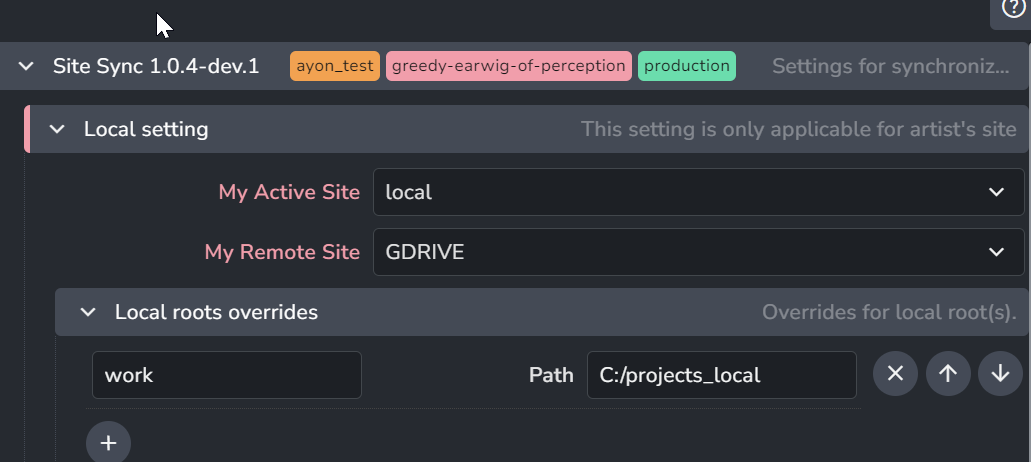 ?
Site Sync 1.0.4-dev.1 ayon_test greedy-earwig-of-perception production Settings for synchroniz...
Local setting This setting is only applicable for artist's site
My Active Site local
My Remote Site GDRIVE
Local roots overrides Overrides for local root(s).
work Path C:/projects_local